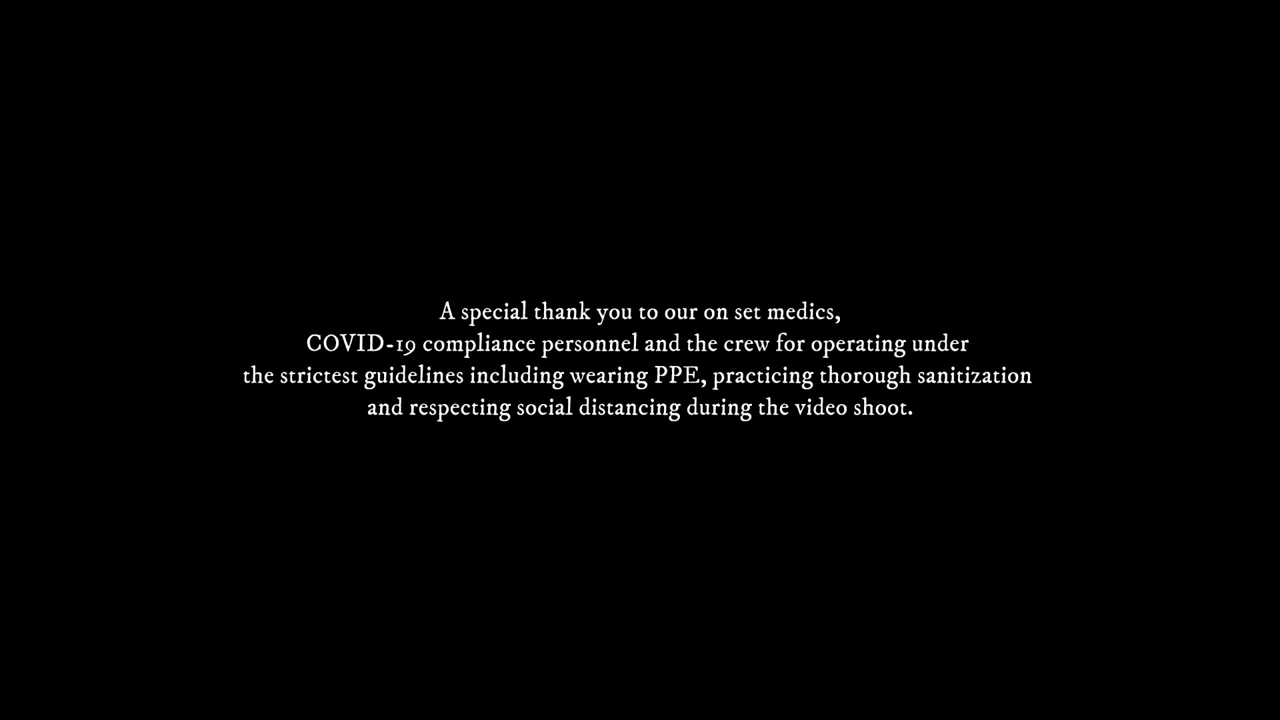 A special thank you to our on set medics,
COVID-19 compliance personnel and the crew for operating under
the strictest guidelines including wearing PPE, practicing thorough sanitization
and respecting social distancing during the video shoot.